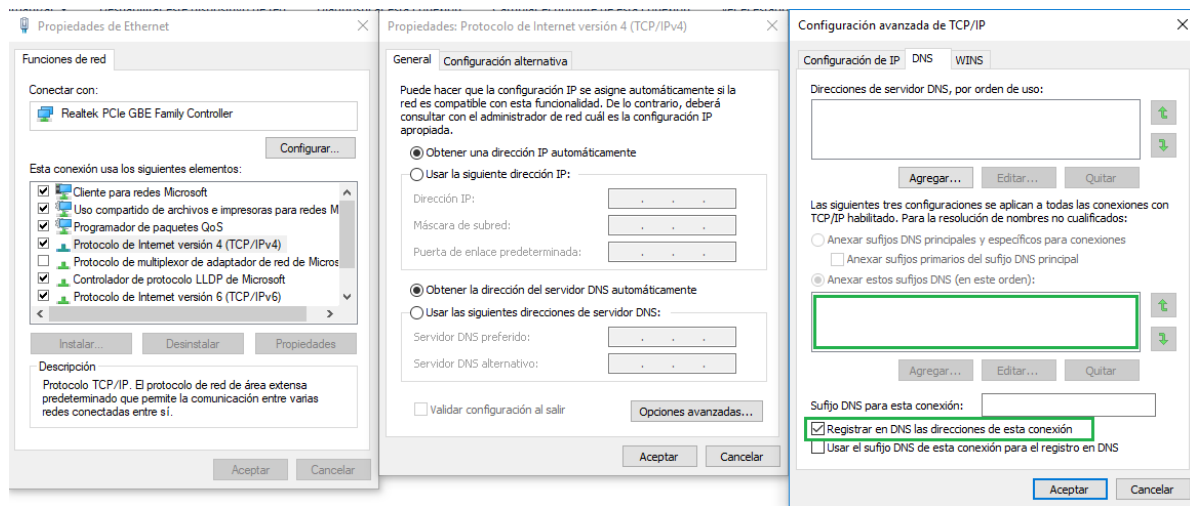 Propiedades de Ethernet
Funciones de red
Conectar con:
Realtek PCIe GBE Family Controller
Configurar...
Esta conexión usa los siguientes elementos:
Cliente para redes Microsoft
Uso compartido de archivos e impresoras para redes M
Programador de paquetes QoS
Protocolo de Internet versión 4 (TCP/IPv4)
Protocolo de multiplexor de adaptador de red de Micros
Controlador de protocolo LLDP de Microsoft
Protocolo de Internet versión 6 (TCP/IPv6)
Instalar...
Desinstalar
Propiedades
Descripción
Protocolo TCP/IP. El protocolo de red de área extensa
predeterminado que permite la comunicación entre varias
redes conectadas entre sí.
Aceptar
Cancelar
Propiedades: Protocolo de Internet versión 4 (TCP/IPv4)
General
Configuración alternativa
Puede hacer que la configuración IP se asigne automáticamente si la
red es compatible con esta funcionalidad. De lo contrario, deberá
consultar con el administrador de red cuál es la configuración IP
apropiada.
Obtener una dirección IP automáticamente
Usar la siguiente dirección IP:
Dirección IP:
Máscara de subred:
Puerta de enlace predeterminada:
Obtener la dirección del servidor DNS automáticamente
Usar las siguientes direcciones de servidor DNS:
Servidor DNS preferido:
Servidor DNS alternativo:
Validar configuración al salir
Opciones avanzadas...
Aceptar
Cancelar
Configuración avanzada de TCP/IP
Configuración de IP
DNS
WINS
Direcciones de servidor DNS, por orden de uso:
Agregar...
Editar...
Quitar
Las siguientes tres configuraciones se aplican a todas las conexiones con
TCP/IP habilitado. Para la resolución de nombres no cualificados:
Anexar sufijos DNS principales y específicos para conexiones
Anexar sufijos primarios del sufijo DNS principal
Anexar estos sufijos DNS (en este orden):
Agregar...
Editar...
Quitar
Sufijo DNS para esta conexión:
Registrar en DNS las direcciones de esta conexión
Usar el sufijo DNS de esta conexión para el registro en DNS
Aceptar
Cancelar